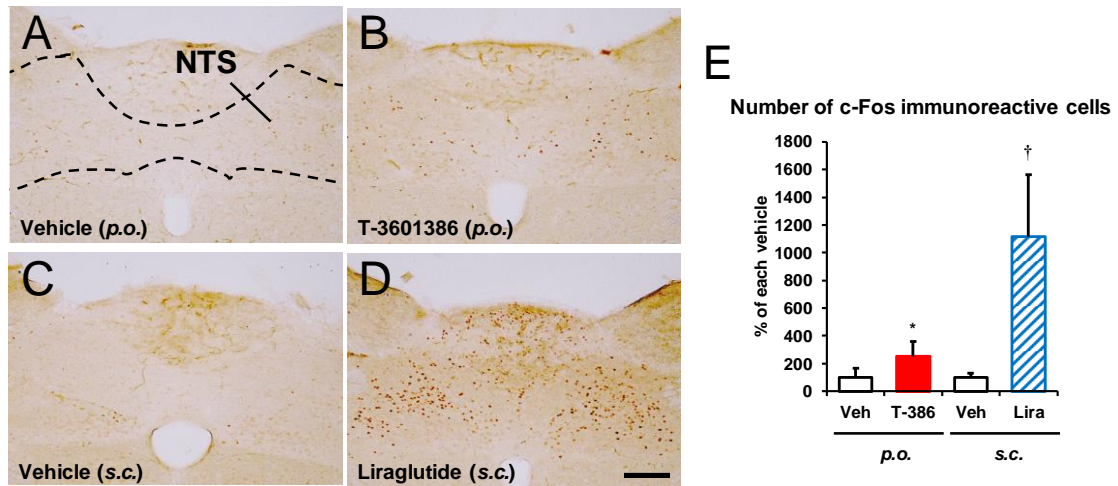 A
NTS
Vehicle (p.o.)
B
T-3601386 (p.o.)
C
Vehicle (s.c.)
D
Liraglutide (s.c.)
E
Number of c-Fos immunoreactive cells
% of each vehicle
1800
1600
1400
1200
1000
800
600
400
200
0
*
†
Veh T-386 Veh Lira
p.o. s.c.